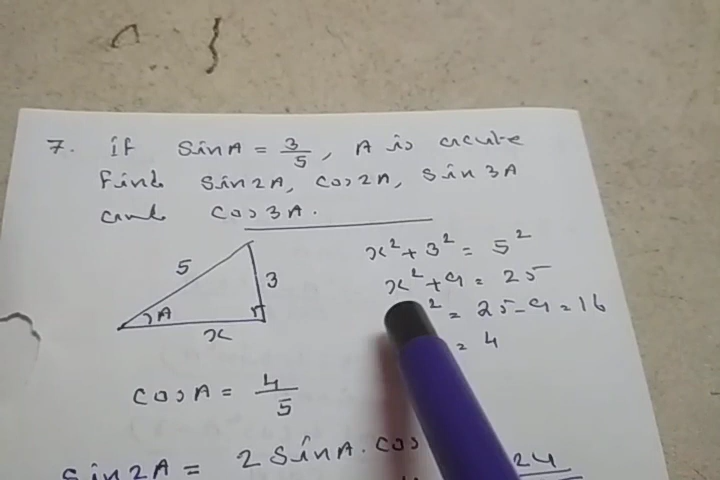 7. If sinA = 3/5, A is acute
Find sin2A, cos2A, sin3A
and cos3A.
5
3
A
x
x² + 3² = 5²
x² + 9 = 25
² = 25 - 9 = 16
= 4
cosA = 4/5
sin2A = 2 sinA . cos
24